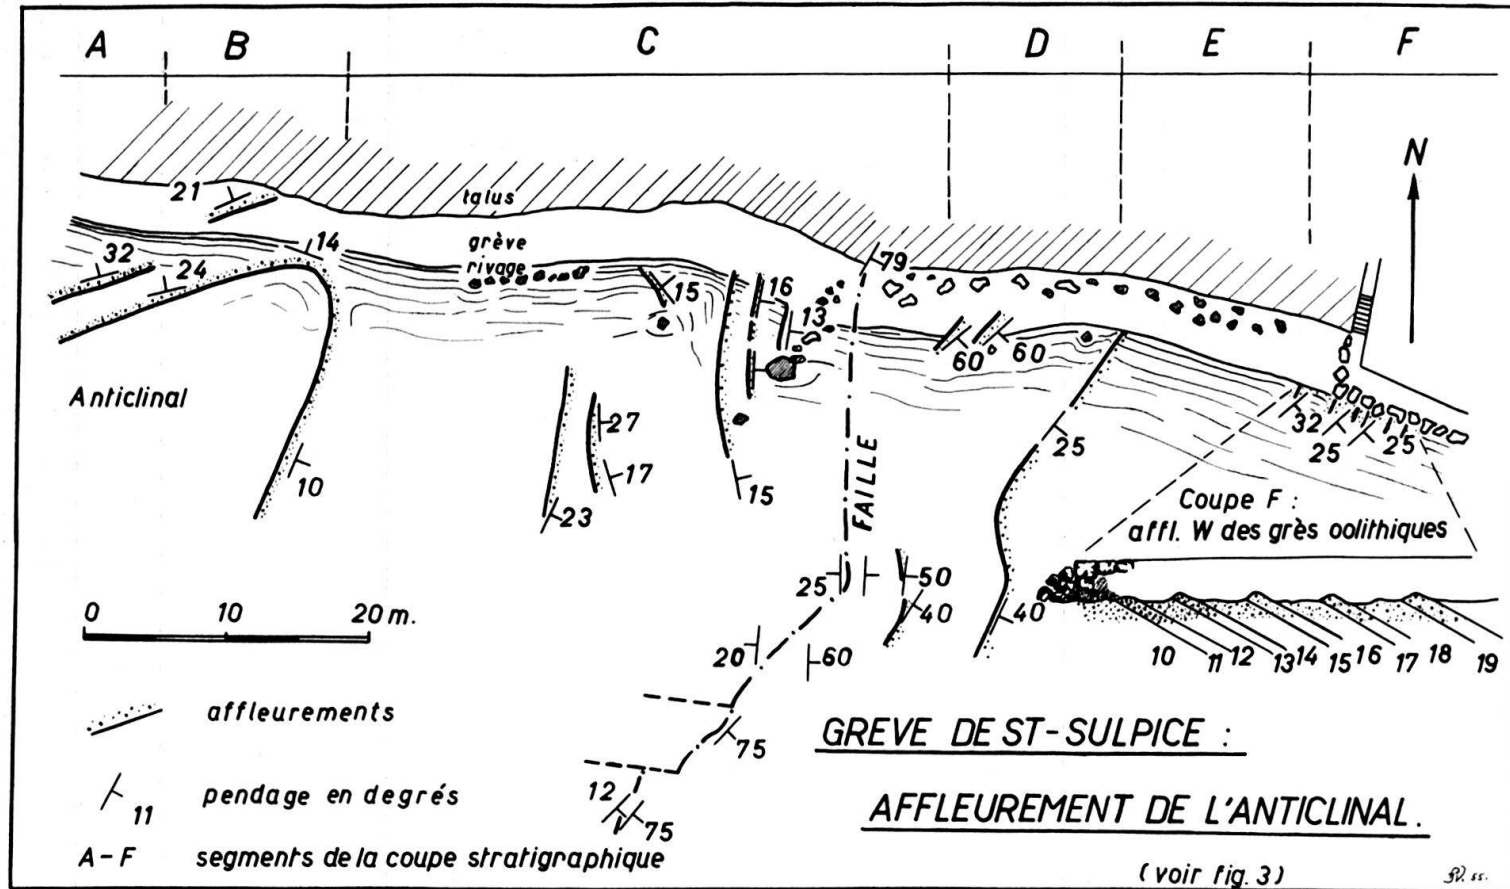 A B C D E F
N
21
talus
grève
rivage
14
32
24
79
15
16
13
60
60
Anticlinal
27
17
10
23
15
FAILLE
25
32
25
25
Coupe F :
affl. W des grès oolithiques
25
50
40
40
20
60
75
12
75
10 11 12 13 14 15 16 17 18 19
0 10 20 m.
affleurements
11
pendage en degrés
A - F segments de la coupe stratigraphique
GREVE DE ST-SULPICE :
AFFLEUREMENT DE L'ANTICLINAL.
(voir fig. 3)